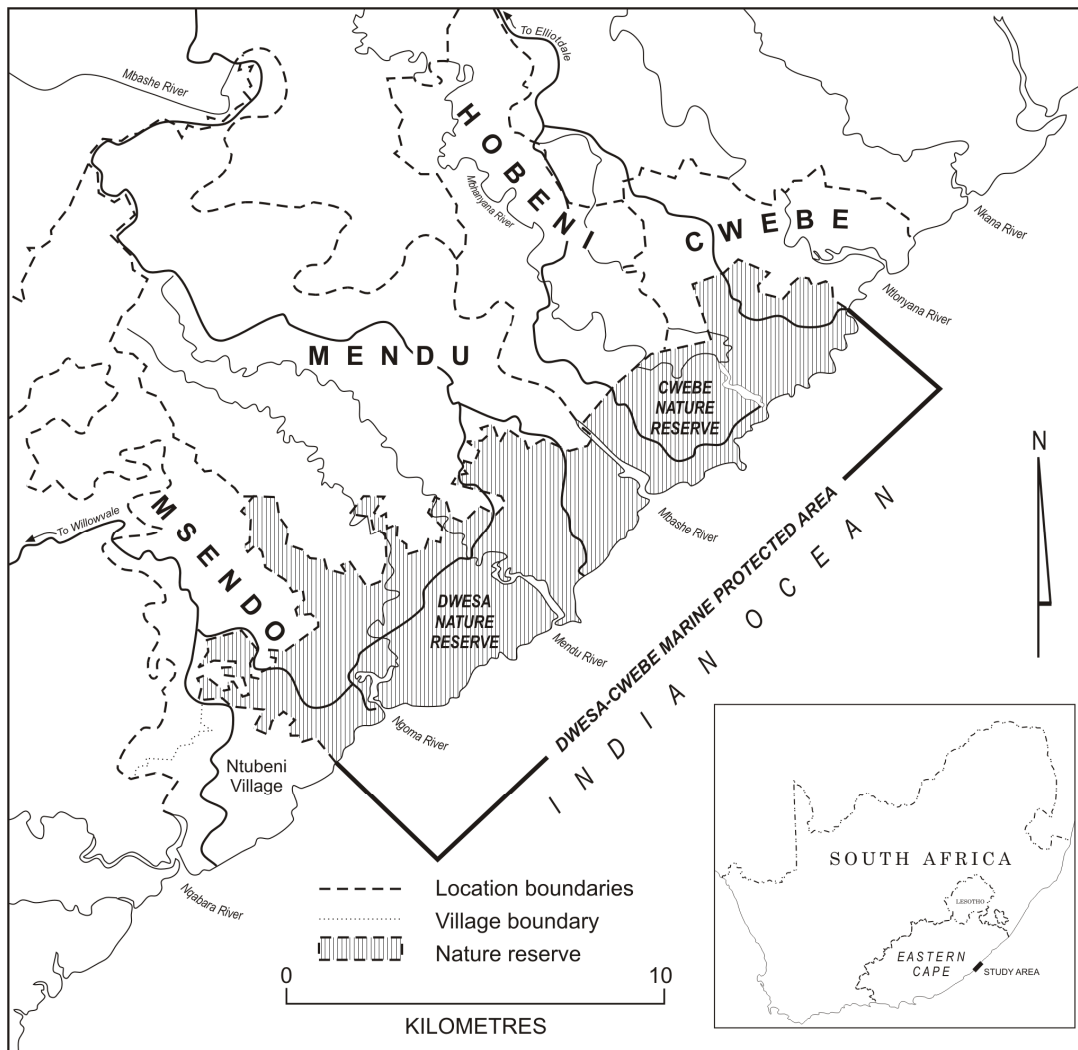 To Elliotdale
Mbashe River
HOBENI
Mbhanyana River
CWEBE
Nkana River
Ntlonyana River
MENDU
CWEBE
NATURE
RESERVE
N
MSENDO
To Willowvale
Mbashe River
DWESA-CWEBE MARINE PROTECTED AREA
INDIAN OCEAN
DWESA
NATURE
RESERVE
Mendu River
Ngoma River
Ntubeni
Village
Nqabara River
Location boundaries
Village boundary
Nature reserve
0 10
KILOMETRES
SOUTH AFRICA
LESOTHO
EASTERN
CAPE
STUDY AREA